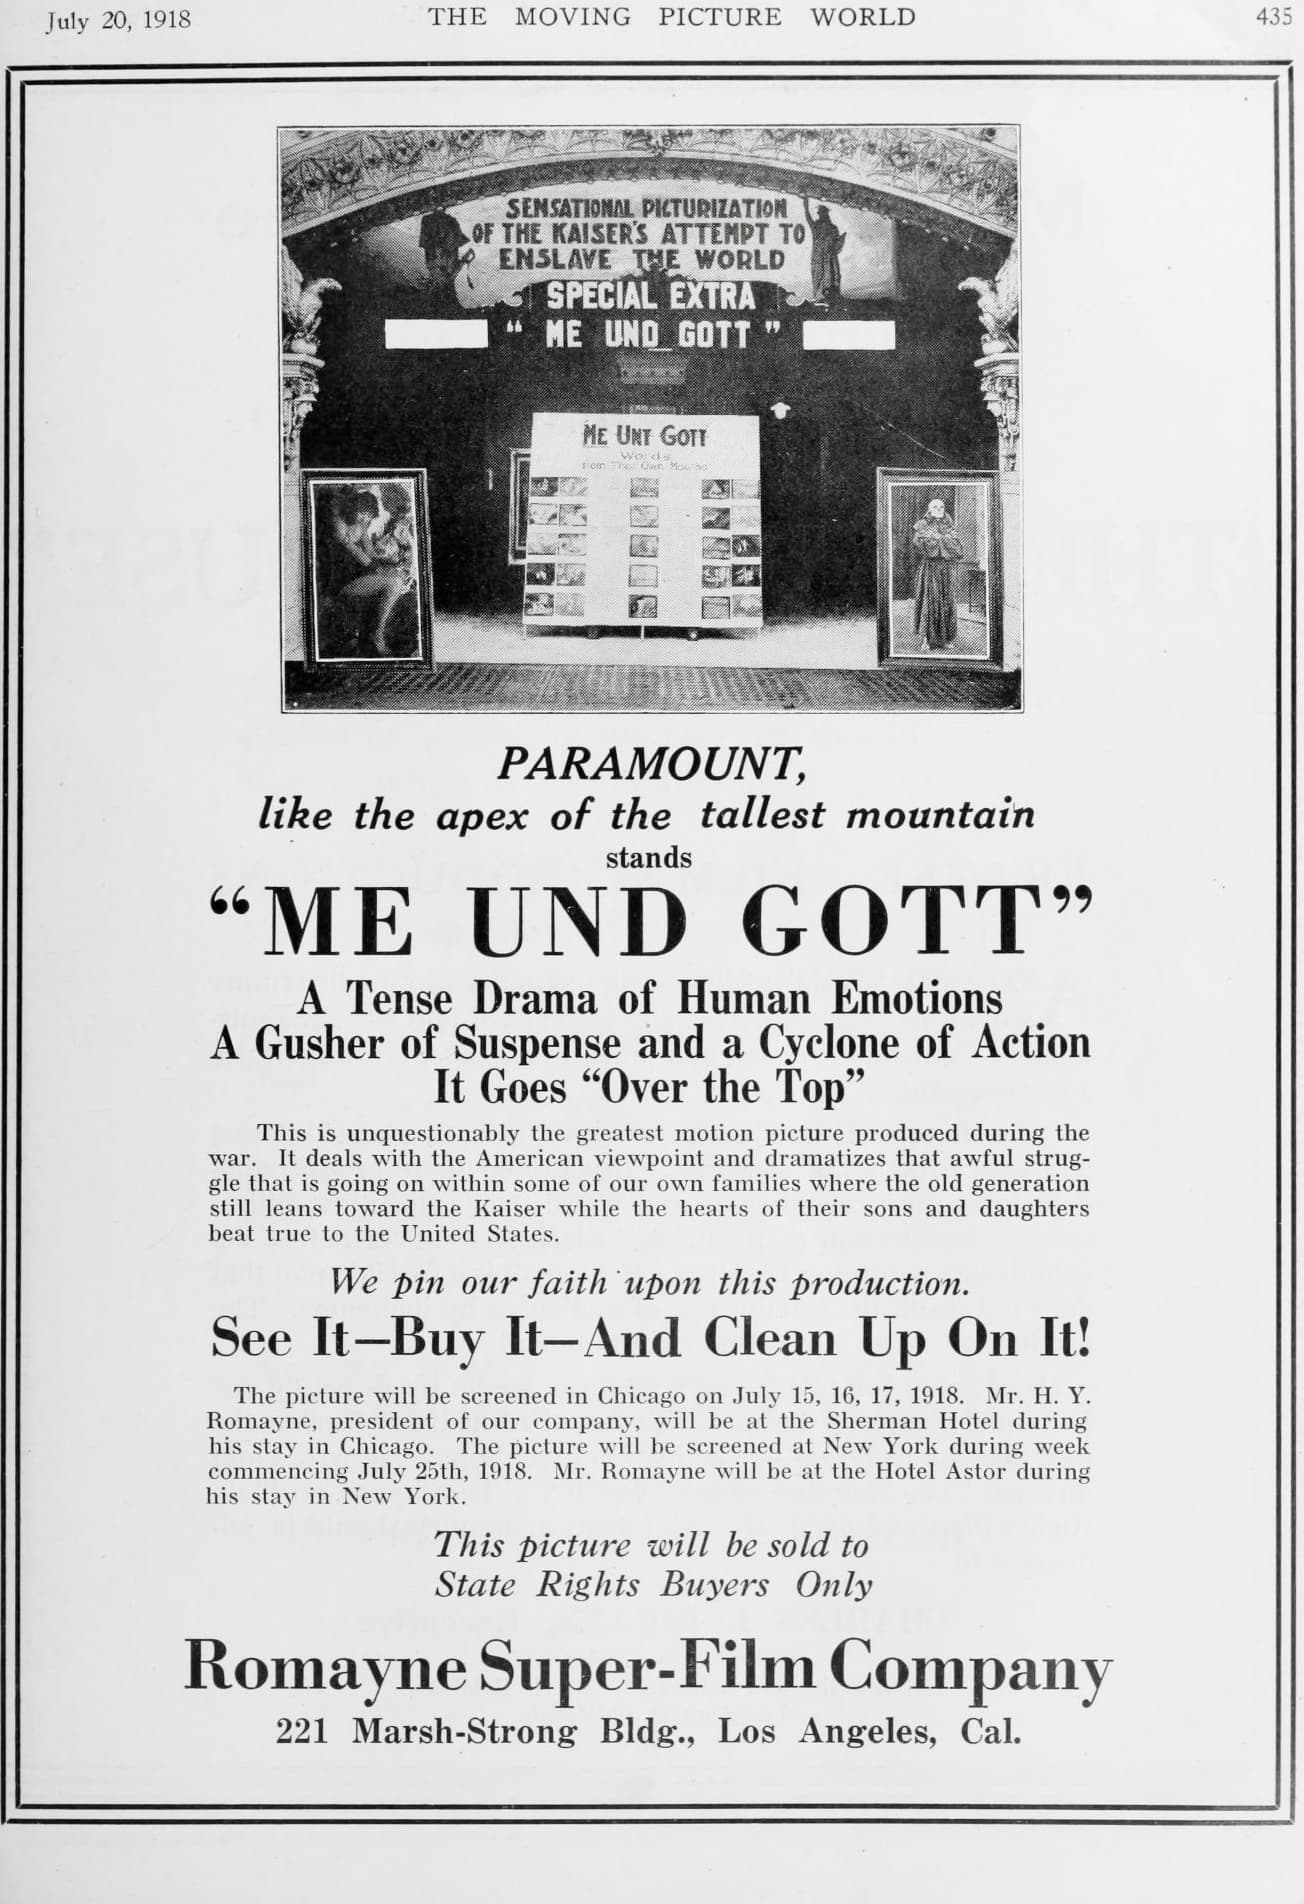 July 20, 1918
THE MOVING PICTURE WORLD
435
SENSATIONAL PICTURIZATION
OF THE KAISER'S ATTEMPT TO
ENSLAVE THE WORLD
SPECIAL EXTRA
" ME UND GOTT "
ME UNT GOTT
Words
From Their Own Mouths
PARAMOUNT,
like the apex of the tallest mountain
stands
“ME UND GOTT”
A Tense Drama of Human Emotions
A Gusher of Suspense and a Cyclone of Action
It Goes “Over the Top”
This is unquestionably the greatest motion picture produced during the
war. It deals with the American viewpoint and dramatizes that awful strug-
gle that is going on within some of our own families where the old generation
still leans toward the Kaiser while the hearts of their sons and daughters
beat true to the United States.
We pin our faith upon this production.
See It—Buy It—And Clean Up On It!
The picture will be screened in Chicago on July 15, 16, 17, 1918. Mr. H. Y.
Romayne, president of our company, will be at the Sherman Hotel during
his stay in Chicago. The picture will be screened at New York during week
commencing July 25th, 1918. Mr. Romayne will be at the Hotel Astor during
his stay in New York.
This picture will be sold to
State Rights Buyers Only
Romayne Super-Film Company
221 Marsh-Strong Bldg., Los Angeles, Cal.